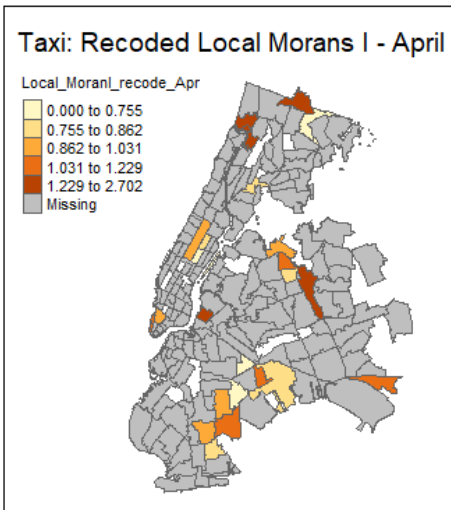 Taxi: Recoded Local Morans I - April
Local_MoranI_recode_Apr
0.000 to 0.755
0.755 to 0.862
0.862 to 1.031
1.031 to 1.229
1.229 to 2.702
Missing